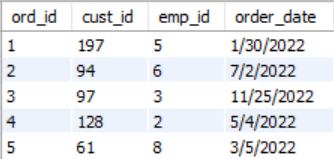 ord_id cust_id emp_id order_date
1 197 5 1/30/2022
2 94 6 7/2/2022
3 97 3 11/25/2022
4 128 2 5/4/2022
5 61 8 3/5/2022